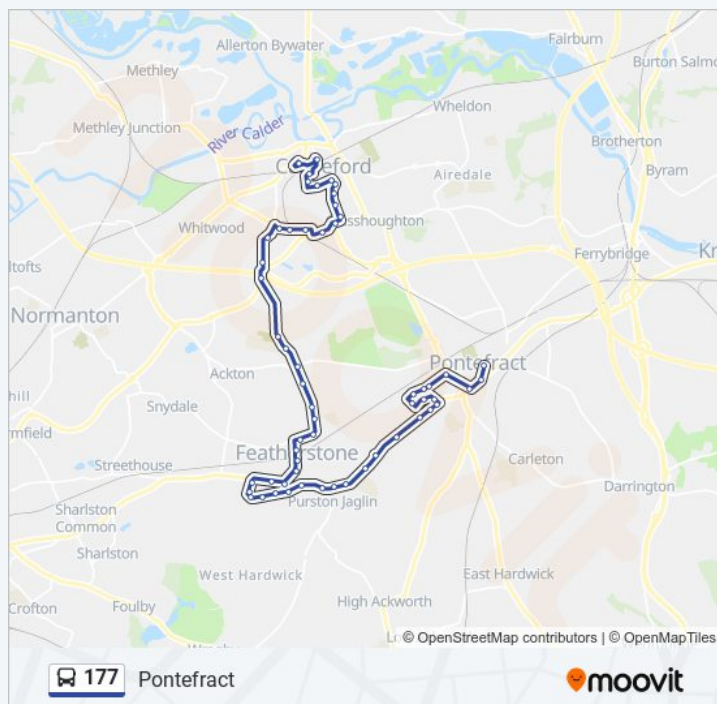 Allerton Bywater
Fairburn
Methley
Burton Salmo
Wheldon
Methley Junction
River Calder
Brotherton
Airedale
Byram
Whitwood
sshoughton
Ferrybridge
Kn
ltofts
Normanton
Pontefract
Ackton
hill
Snydale
rmfield
Featherstone
Streethouse
Carleton
Darrington
Sharlston
Common
Purston Jaglin
Sharlston
West Hardwick
East Hardwick
Crofton
Foulby
High Ackworth
© OpenStreetMap contributors | © OpenMapTiles
177 Pontefract
moovit